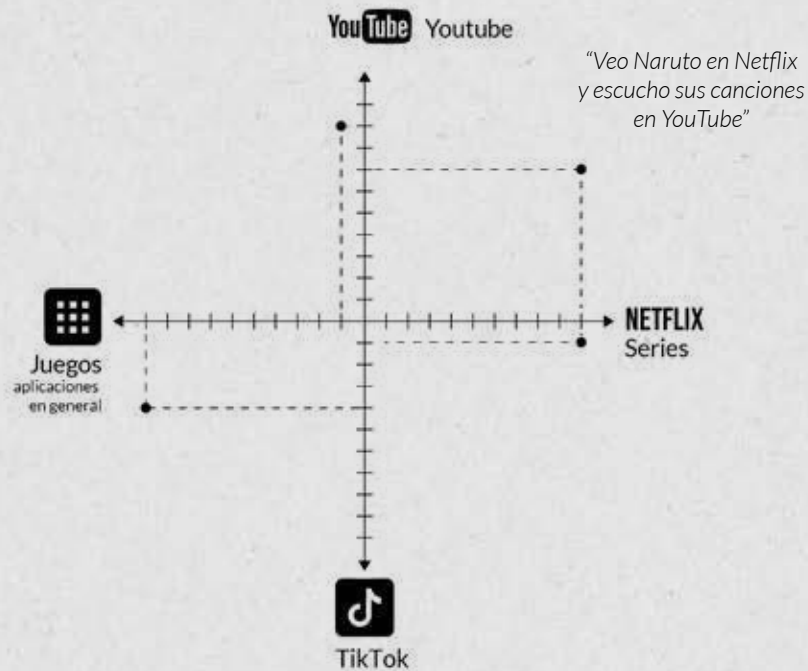 YouTube Youtube
“Veo Naruto en Netflix
y escucho sus canciones
en YouTube”
NETFLIX
Series
Juegos
aplicaciones
en general
TikTok